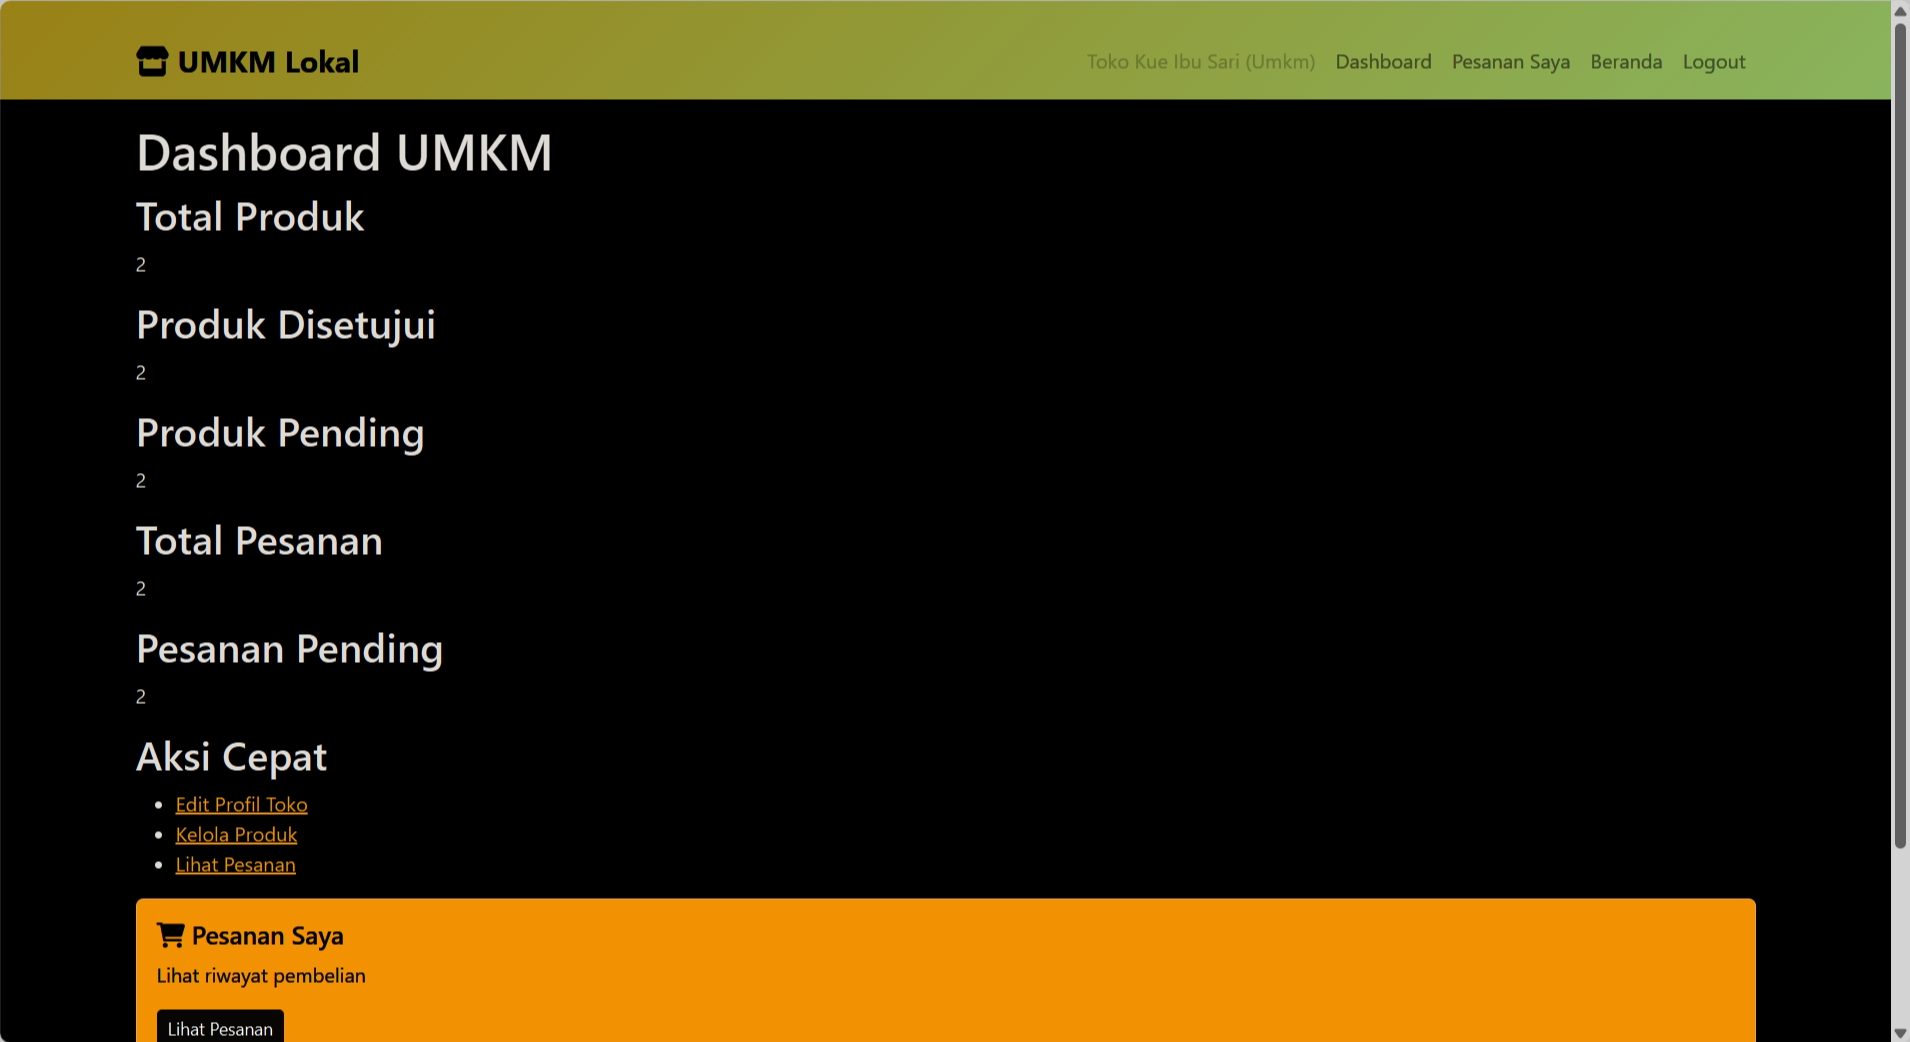 UMKM Lokal
Toko Kue Ibu Sari (Umkm) Dashboard Pesanan Saya Beranda Logout
Dashboard UMKM
Total Produk
2
Produk Disetujui
2
Produk Pending
2
Total Pesanan
2
Pesanan Pending
2
Aksi Cepat
Edit Profil Toko
Kelola Produk
Lihat Pesanan
Pesanan Saya
Lihat riwayat pembelian
Lihat Pesanan